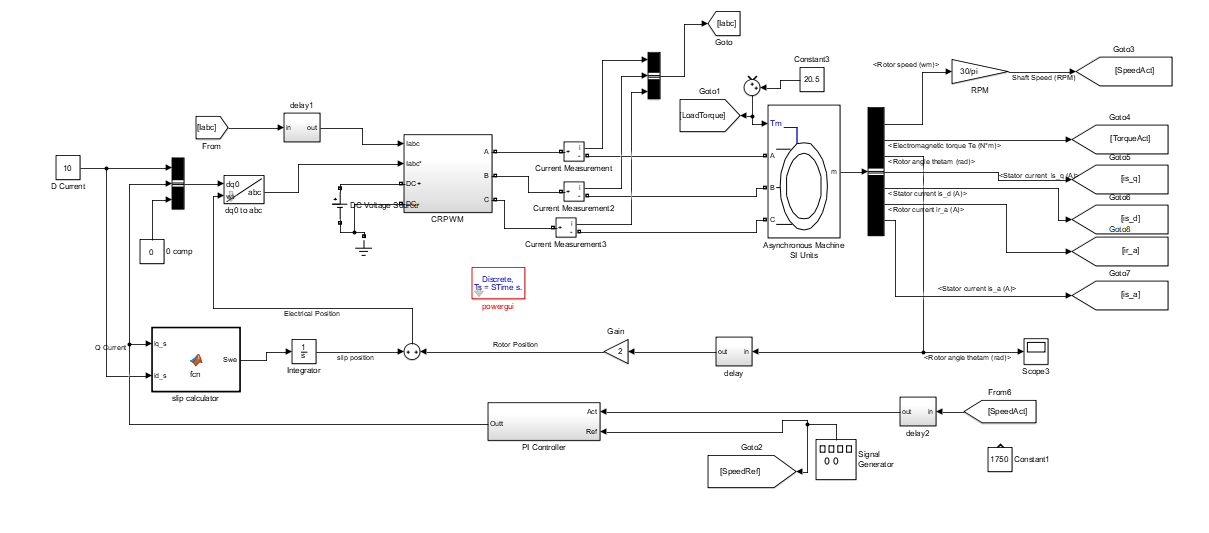 [Iabc]
Goto
Goto3
<Rotor speed (wm)>
30/pi
RPM
Shaft Speed (RPM)
[SpeedAct]
Constant3
20.5
Goto1
[LoadTorque]
delay1
in
out
[Iabc]
From
Tm
Goto4
[TorqueAct]
<Electromagnetic torque Te (N*m)>
Iabc
Iabc*
DC+
DC-
A
B
C
CRPWM
DC Voltage Source
+
i
-
Current Measurement
+
i
-
Current Measurement2
+
i
-
Current Measurement3
A
B
C
m
Asynchronous Machine
SI Units
<Rotor angle thetam (rad)>
Goto5
<Stator current is_q (A)>
[is_q]
<Stator current is_d (A)>
Goto6
[is_d]
<Rotor current ir_a (A)>
Goto8
[ir_a]
Goto7
<Stator current is_a (A)>
[is_a]
10
D Current
dq0
abc
dq0 to abc
0
0 comp
Discrete,
Ts = STime s.
powergui
Electrical Position
Q Current
iq_s
id_s
fcn
Swe
slip calculator
1
s
Integrator
slip position
+
+
Rotor Position
Gain
2
out
in
delay
<Rotor angle thetam (rad)>
Scope3
Outt
Act
Ref
PI Controller
out
in
delay2
From6
[SpeedAct]
Goto2
[SpeedRef]
Signal
Generator
1750
Constant1